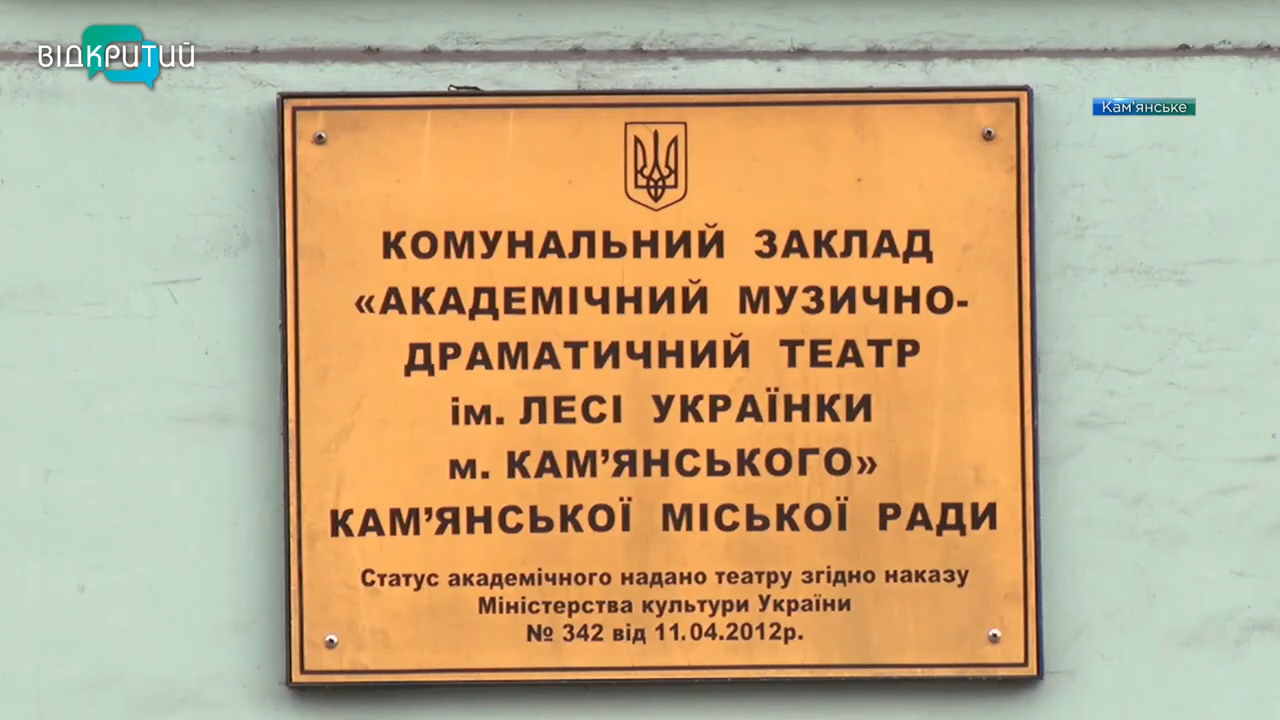 ВІДКРИТИЙ
Кам'янське
КОМУНАЛЬНИЙ ЗАКЛАД
«АКАДЕМІЧНИЙ МУЗИЧНО-
ДРАМАТИЧНИЙ ТЕАТР
ім. ЛЕСІ УКРАЇНКИ
м. КАМ’ЯНСЬКОГО»
КАМ’ЯНСЬКОЇ МІСЬКОЇ РАДИ
Статус академічного надано театру згідно наказу
Міністерства культури України
№ 342 від 11.04.2012р.